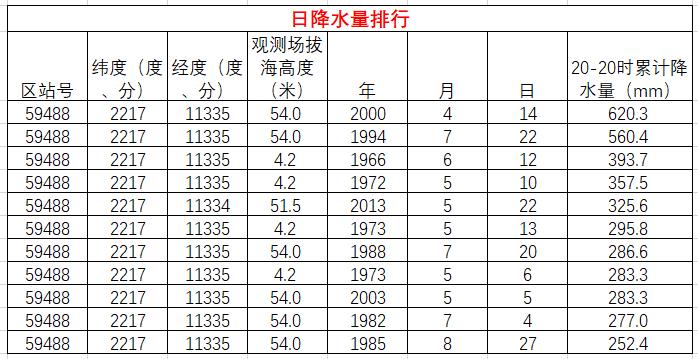 日降水量排行
区站号 纬度（度、分） 经度（度、分） 观测场拔海高度（米） 年 月 日 20-20时累计降水量（mm）
59488 2217 11335 54.0 2000 4 14 620.3
59488 2217 11335 54.0 1994 7 22 560.4
59488 2217 11335 4.2 1966 6 12 393.7
59488 2217 11335 4.2 1972 5 10 357.5
59488 2217 11334 51.5 2013 5 22 325.6
59488 2217 11335 4.2 1973 5 13 295.8
59488 2217 11335 54.0 1988 7 20 286.6
59488 2217 11335 4.2 1973 5 6 283.3
59488 2217 11335 54.0 2003 5 5 283.3
59488 2217 11335 54.0 1982 7 4 277.0
59488 2217 11335 54.0 1985 8 27 252.4